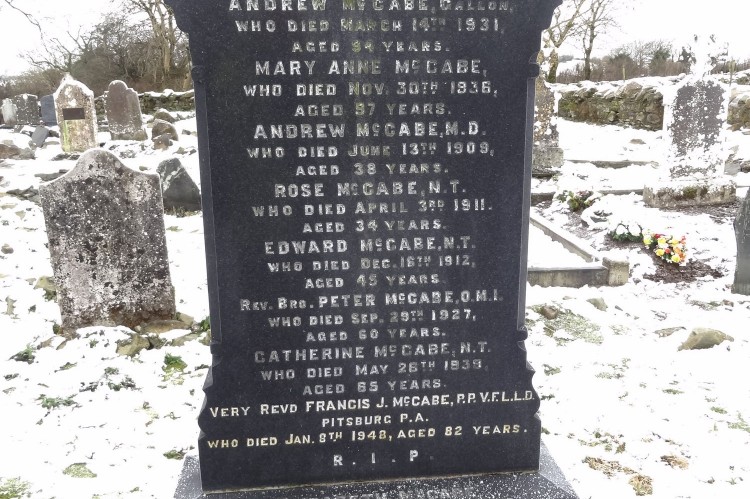 ANDREW McCABE, GALLON,
WHO DIED MARCH 14TH 1931,
AGED 94 YEARS.
MARY ANNE McCABE,
WHO DIED NOV. 30TH 1936,
AGED 97 YEARS.
ANDREW McCABE, M.D.
WHO DIED JUNE 13TH 1909,
AGED 38 YEARS.
ROSE McCABE, N.T.
WHO DIED APRIL 3RD 1911.
AGED 34 YEARS.
EDWARD McCABE, N.T.
WHO DIED DEC. 16TH 1912,
AGED 45 YEARS.
REV. BRO. PETER McCABE, O.M.I.
WHO DIED SEP. 29TH 1927,
AGED 60 YEARS.
CATHERINE McCABE, N.T.
WHO DIED MAY 26TH 1939,
AGED 65 YEARS.
VERY REVD FRANCIS J. McCABE, P.P. V.F. L.L.D.
PITSBURG P.A.
WHO DIED JAN. 8TH 1948, AGED 82 YEARS.
R. I. P.